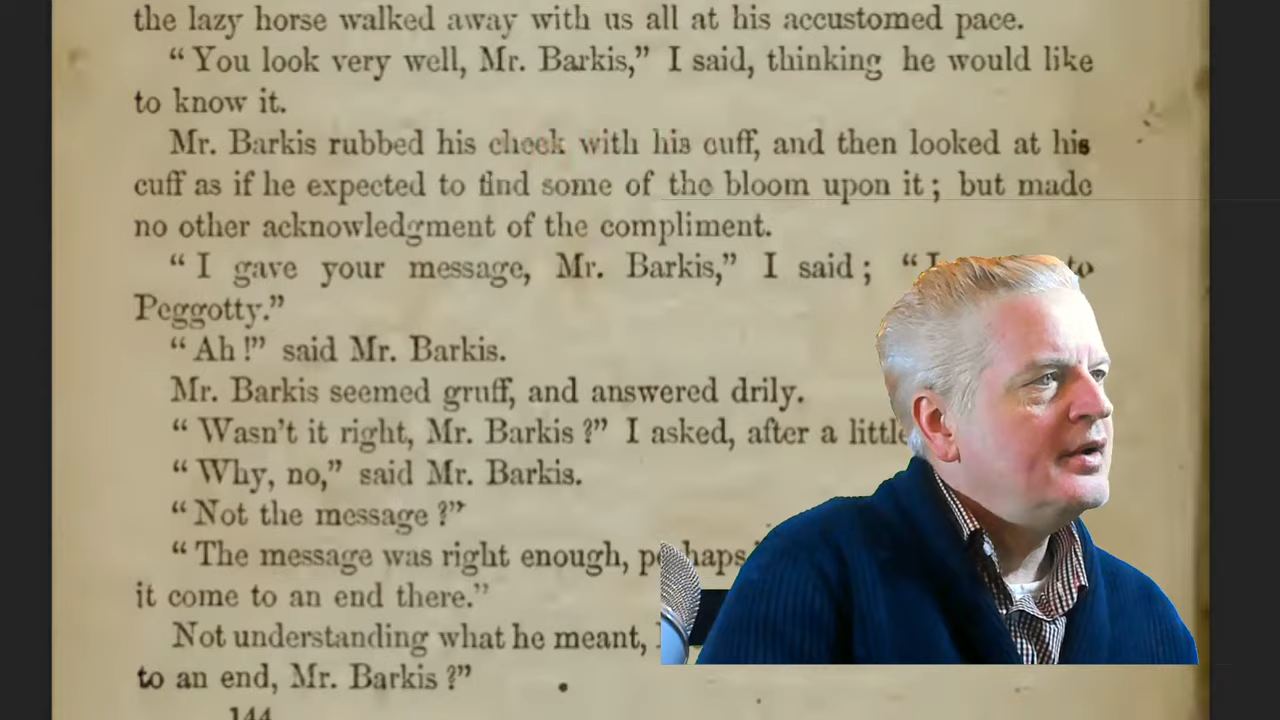 the lazy horse walked away with us all at his accustomed pace.
“ You look very well, Mr. Barkis,” I said, thinking he would like
to know it.
Mr. Barkis rubbed his cheek with his cuff, and then looked at his
cuff as if he expected to find some of the bloom upon it ; but made
no other acknowledgment of the compliment.
“ I gave your message, Mr. Barkis,” I said ; “ I to
Peggotty.”
“ Ah !” said Mr. Barkis.
Mr. Barkis seemed gruff, and answered drily.
“ Wasn’t it right, Mr. Barkis ?” I asked, after a little
“ Why, no,” said Mr. Barkis.
“ Not the message ?”
“ The message was right enough, perhaps
it come to an end there.”
Not understanding what he meant,
to an end, Mr. Barkis ?”
144